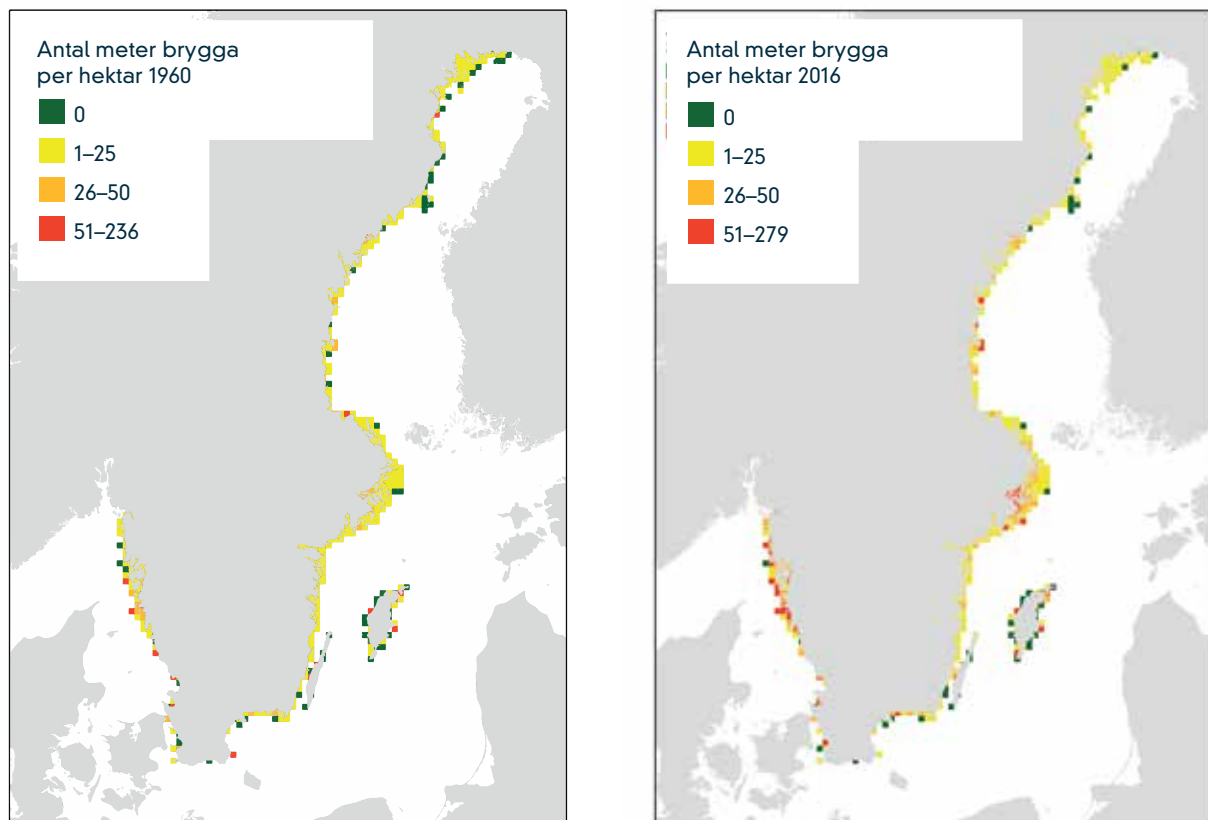 Antal meter brygga
per hektar 1960
0
1–25
26–50
51–236
Antal meter brygga
per hektar 2016
0
1–25
26–50
51–279